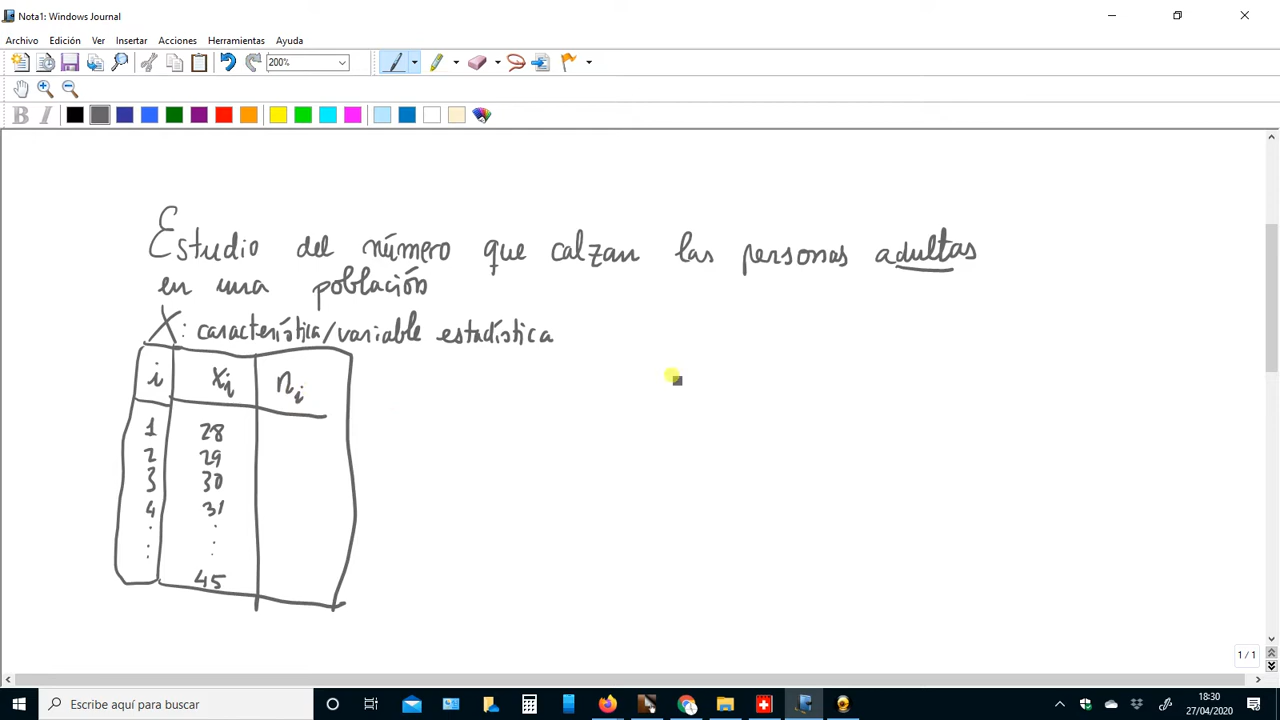 Nota1: Windows Journal
Archivo Edición Ver Insertar Acciones Herramientas Ayuda
200%
B I
Estudio del número que calzan las personas adultas
en una población
X: característica/variable estadística
i xi ni
1 28
2 29
3 30
4 31
: :
45
1 / 1
Escribe aquí para buscar
18:30
27/04/2020